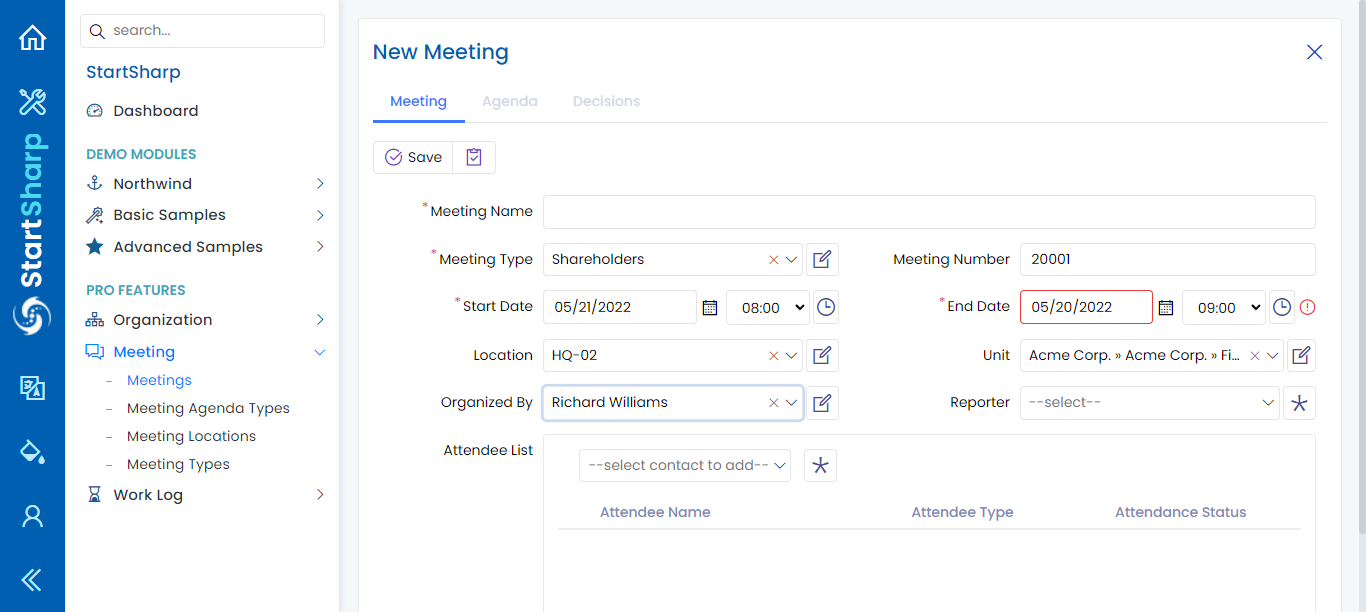 StartSharp
search...
StartSharp
Dashboard
DEMO MODULES
Northwind
Basic Samples
Advanced Samples
PRO FEATURES
Organization
Meeting
Meetings
Meeting Agenda Types
Meeting Locations
Meeting Types
Work Log
New Meeting
Meeting Agenda Decisions
Save
* Meeting Name
* Meeting Type Shareholders Meeting Number 20001
* Start Date 05/21/2022 08:00 * End Date 05/20/2022 09:00
Location HQ-02 Unit Acme Corp. » Acme Corp. » Fi...
Organized By Richard Williams Reporter --select--
Attendee List
--select contact to add--
Attendee Name Attendee Type Attendance Status